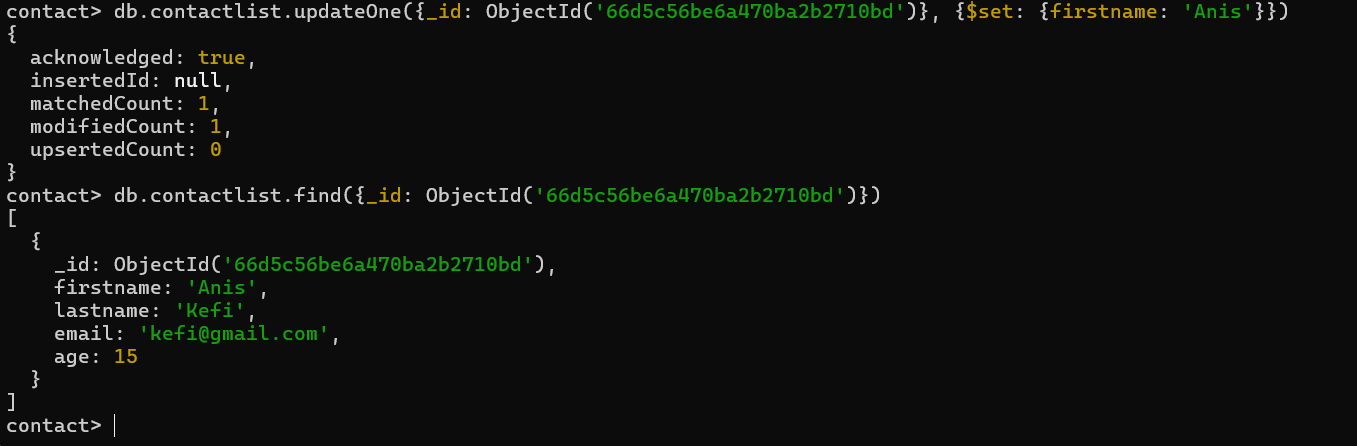 contact> db.contactlist.updateOne({_id: ObjectId('66d5c56be6a470ba2b2710bd')}, {$set: {firstname: 'Anis'}})
{
  acknowledged: true,
  insertedId: null,
  matchedCount: 1,
  modifiedCount: 1,
  upsertedCount: 0
}
contact> db.contactlist.find({_id: ObjectId('66d5c56be6a470ba2b2710bd')})
[
  {
    _id: ObjectId('66d5c56be6a470ba2b2710bd'),
    firstname: 'Anis',
    lastname: 'Kefi',
    email: 'kefi@gmail.com',
    age: 15
  }
]
contact>